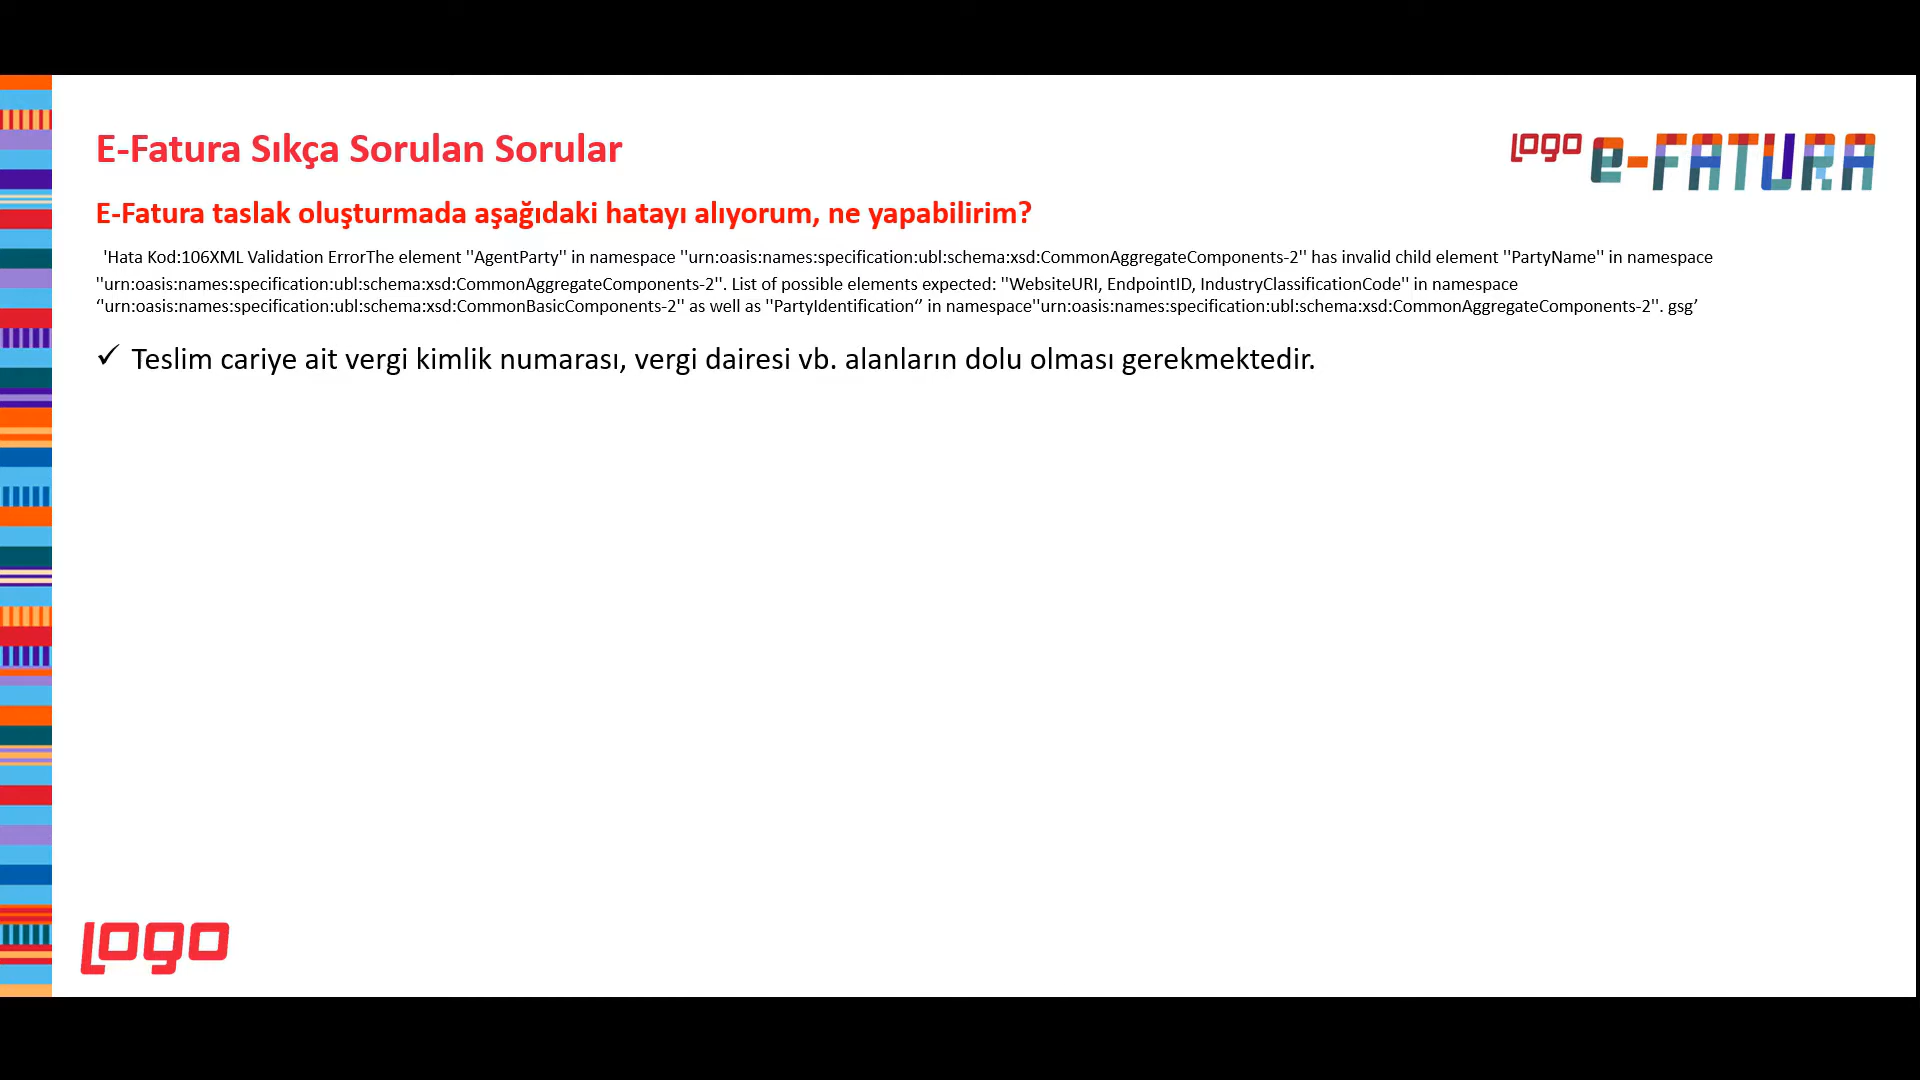 E-Fatura Sıkça Sorulan Sorular
logo e-FATURA
E-Fatura taslak oluşturmada aşağıdaki hatayı alıyorum, ne yapabilirim?
'Hata Kod:106XML Validation ErrorThe element ''AgentParty'' in namespace ''urn:oasis:names:specification:ubl:schema:xsd:CommonAggregateComponents-2'' has invalid child element ''PartyName'' in namespace
''urn:oasis:names:specification:ubl:schema:xsd:CommonAggregateComponents-2''. List of possible elements expected: ''WebsiteURI, EndpointID, IndustryClassificationCode'' in namespace
‘'urn:oasis:names:specification:ubl:schema:xsd:CommonBasicComponents-2'' as well as ''PartyIdentification‘’ in namespace''urn:oasis:names:specification:ubl:schema:xsd:CommonAggregateComponents-2''. gsg’
✓ Teslim cariye ait vergi kimlik numarası, vergi dairesi vb. alanların dolu olması gerekmektedir.
logo